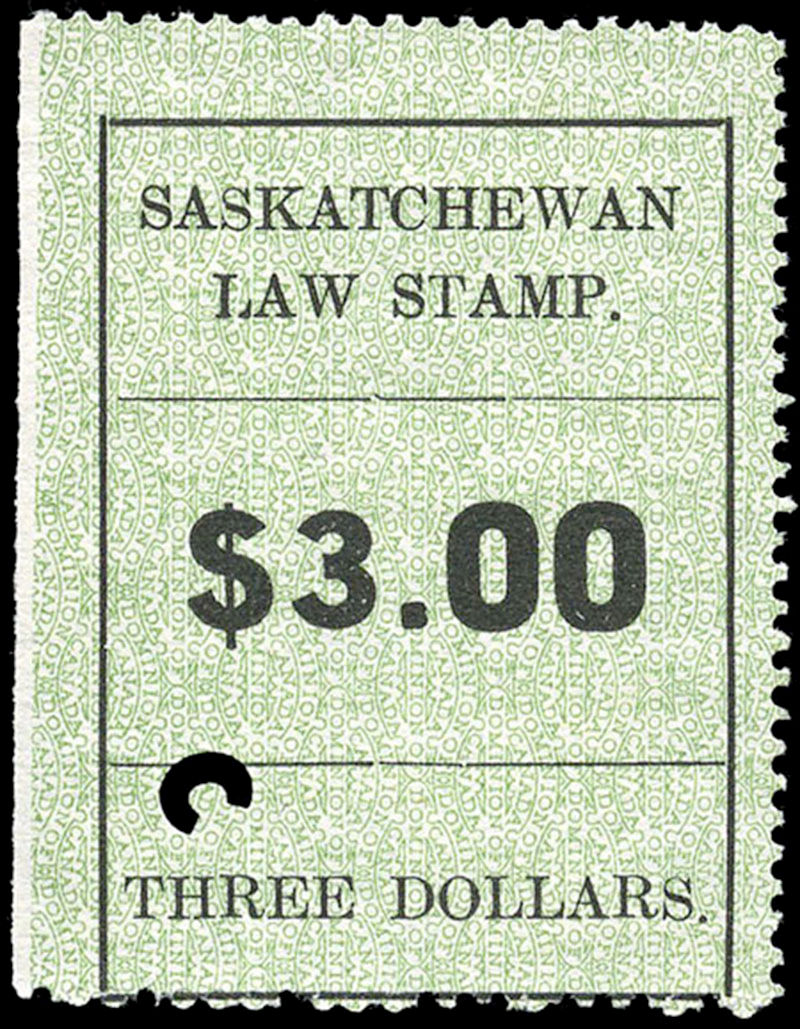 SASKATCHEWAN
LAW STAMP.
$3.00
C
THREE DOLLARS.